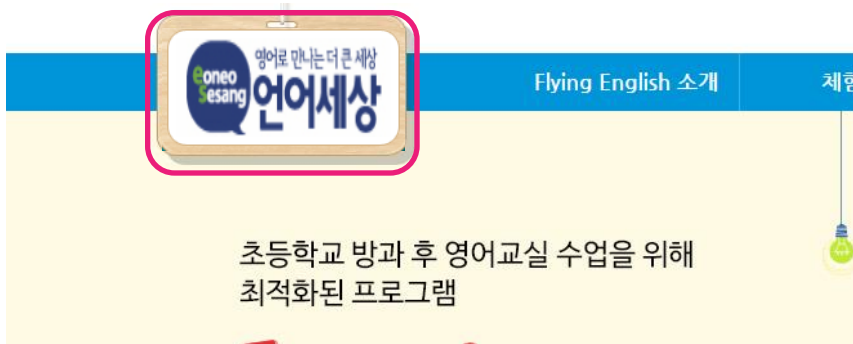 영어로 만나는 더 큰 세상
eoneo
sesang
언어세상
Flying English 소개
초등학교 방과 후 영어교실 수업을 위해
최적화된 프로그램